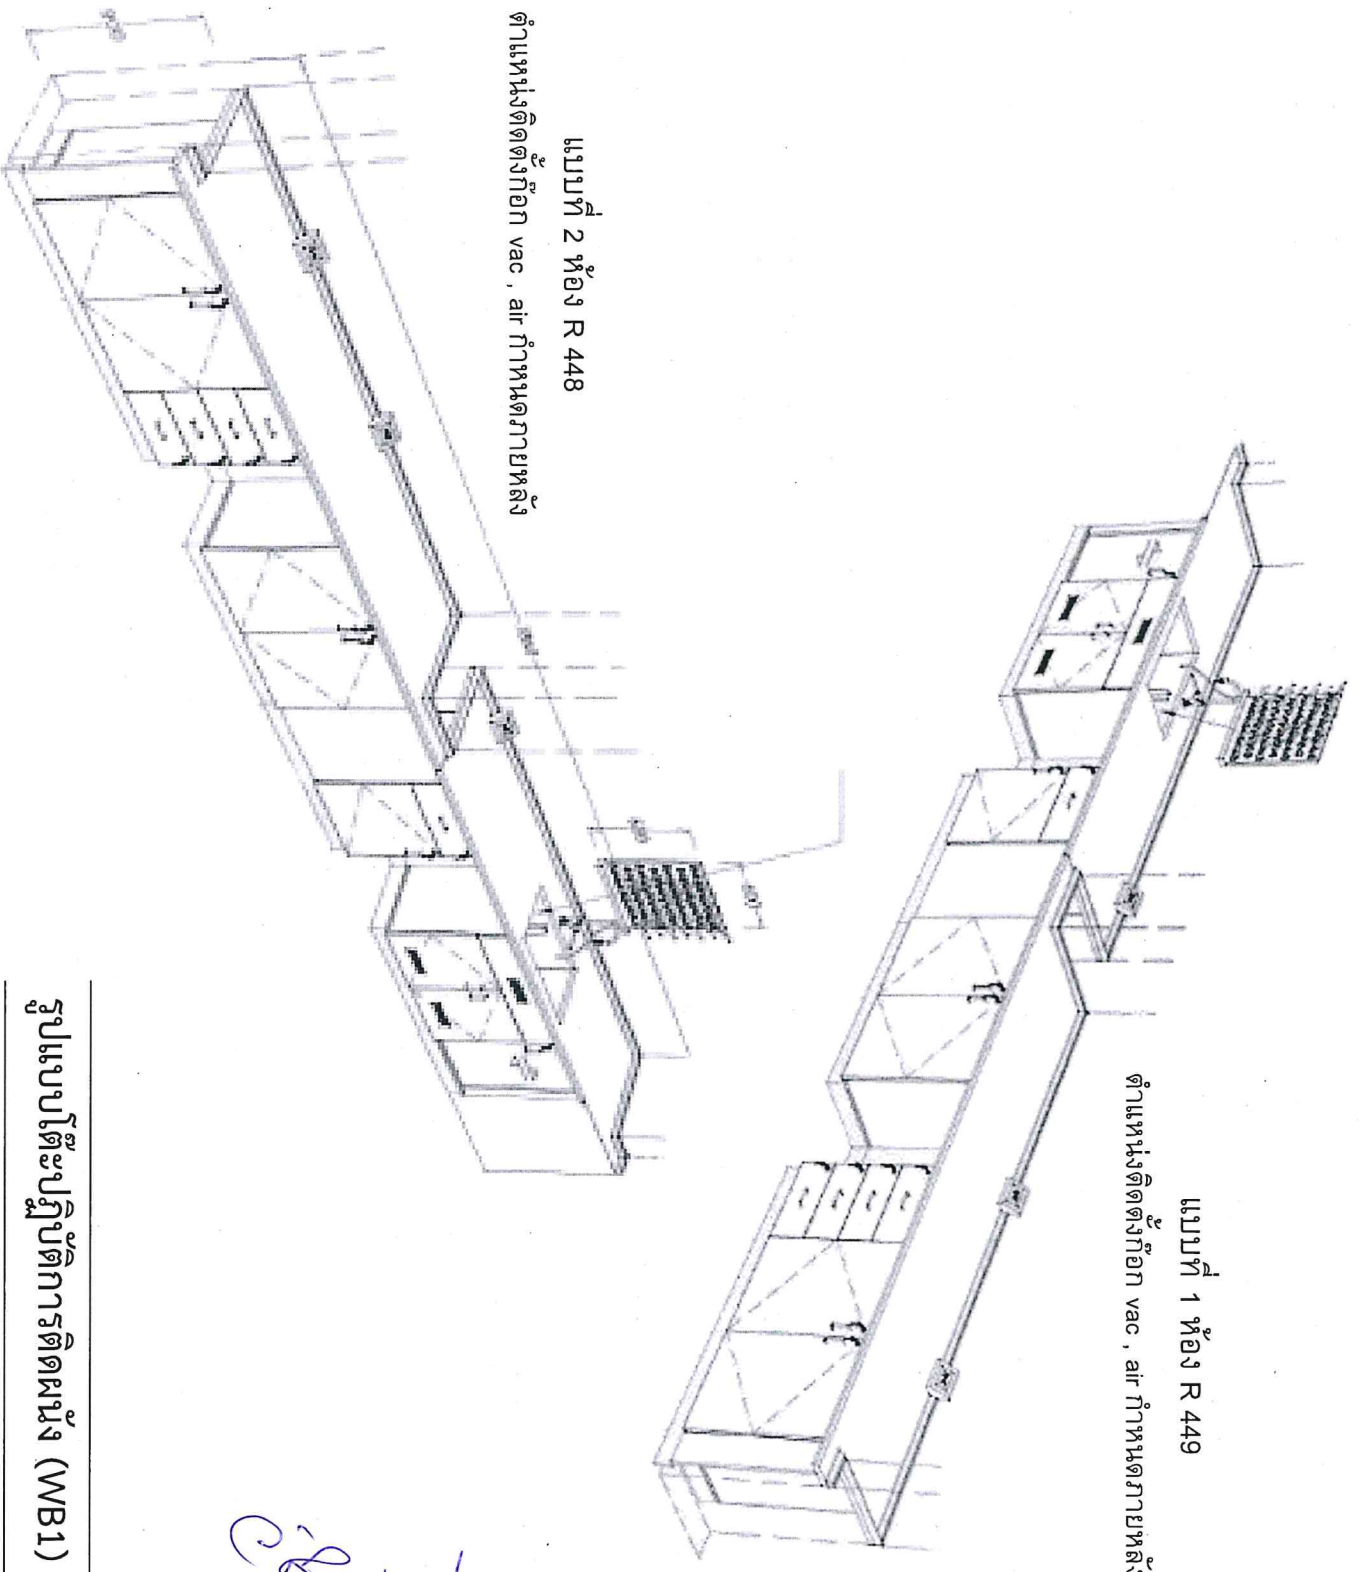 แบบที่ 1 ห้อง R 449
ตำแหน่งติดตั้งก๊อก vac , air กำหนดภายหลัง
แบบที่ 2 ห้อง R 448
ตำแหน่งติดตั้งก๊อก vac , air กำหนดภายหลัง
รูปแบบโต๊ะปฏิบัติการติดผนัง (WB1)